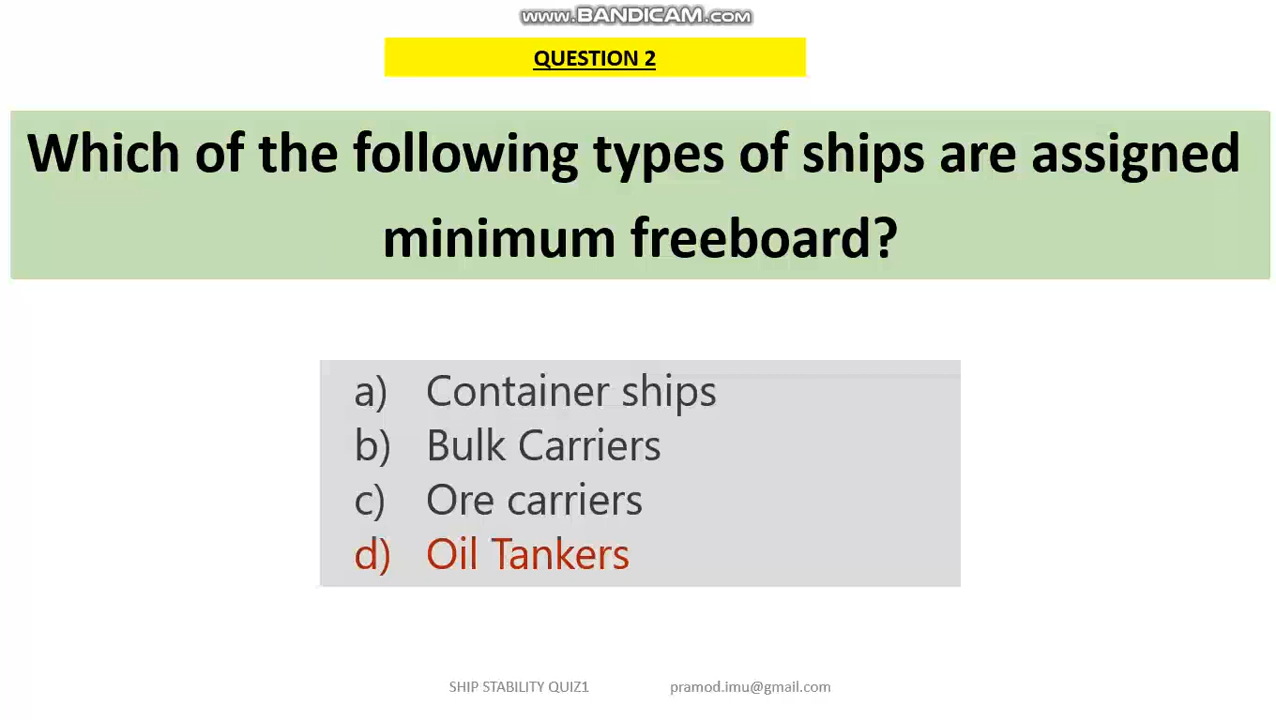 www.BANDICAM.com
QUESTION 2
Which of the following types of ships are assigned
minimum freeboard?
a) Container ships
b) Bulk Carriers
c) Ore carriers
d) Oil Tankers
SHIP STABILITY QUIZ1 pramod.imu@gmail.com